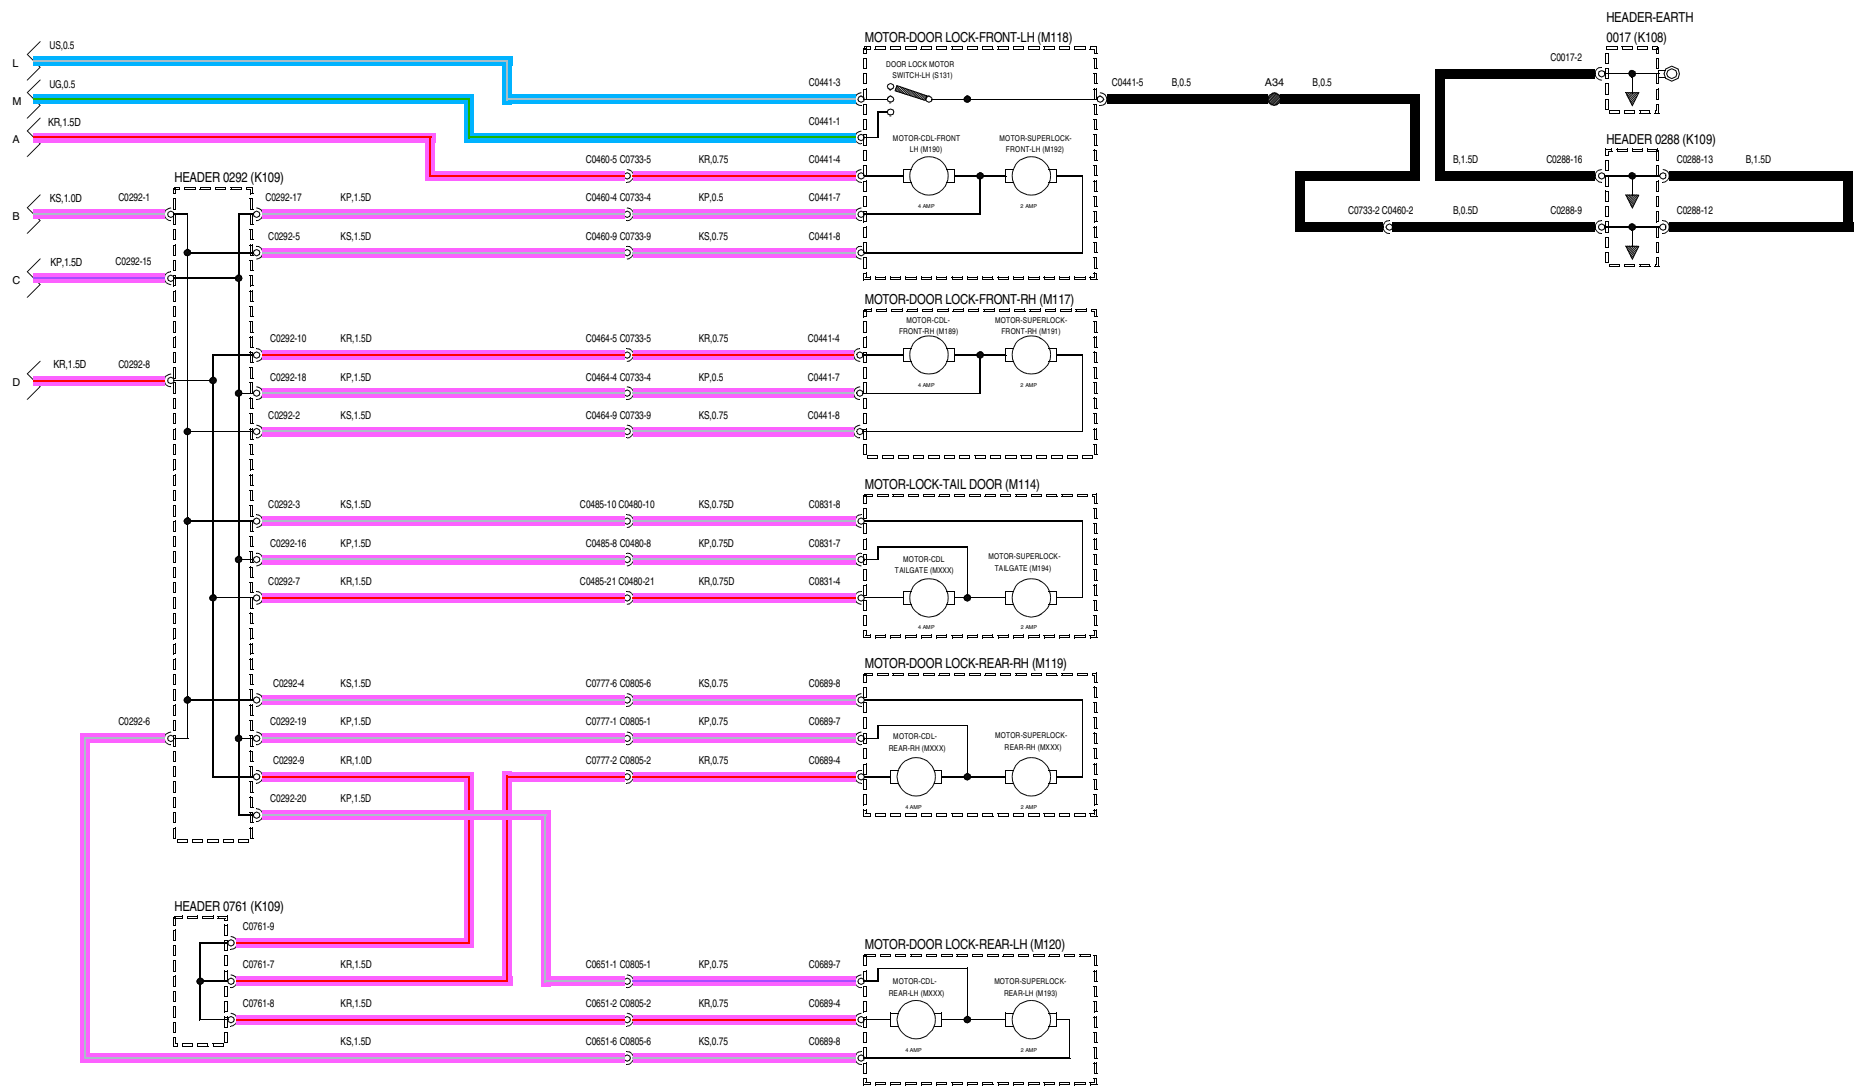 HEADER-EARTH
0017 (K108)
MOTOR-DOOR LOCK-FRONT-LH (M118)
US,0.5
C0017-2
L
DOOR LOCK MOTOR
SWITCH-LH (S131)
UG,0.5
C0441-3
C0441-5
B,0.5
A34
B,0.5
M
KR,1.5D
C0441-1
A
MOTOR-CDL-FRONT
LH (M190)
MOTOR-SUPERLOCK-
FRONT-LH (M192)
HEADER 0288 (K109)
C0460-5 C0733-5
KR,0.75
C0441-4
B,1.5D
C0288-16
C0288-13
B,1.5D
HEADER 0292 (K109)
KS,1.0D
C0292-1
C0292-17
KP,1.5D
C0460-4 C0733-4
KP,0.5
C0441-7
4 AMP
2 AMP
C0733-2 C0460-2
B,0.5D
C0288-9
C0288-12
B
C0292-5
KS,1.5D
C0460-9 C0733-9
KS,0.75
C0441-8
KP,1.5D
C0292-15
C
MOTOR-DOOR LOCK-FRONT-RH (M117)
MOTOR-CDL-
FRONT-RH (M189)
MOTOR-SUPERLOCK-
FRONT-RH (M191)
C0292-10
KR,1.5D
C0464-5 C0733-5
KR,0.75
C0441-4
KR,1.5D
C0292-8
D
C0292-18
KP,1.5D
C0464-4 C0733-4
KP,0.5
C0441-7
4 AMP
2 AMP
C0292-2
KS,1.5D
C0464-9 C0733-9
KS,0.75
C0441-8
MOTOR-LOCK-TAIL DOOR (M114)
C0292-3
KS,1.5D
C0485-10 C0480-10
KS,0.75D
C0831-8
C0292-16
KP,1.5D
C0485-8 C0480-8
KP,0.75D
C0831-7
MOTOR-CDL
TAILGATE (MXXX)
MOTOR-SUPERLOCK-
TAILGATE (M194)
C0292-7
KR,1.5D
C0485-21 C0480-21
KR,0.75D
C0831-4
4 AMP
2 AMP
MOTOR-DOOR LOCK-REAR-RH (M119)
C0292-4
KS,1.5D
C0777-6 C0805-6
KS,0.75
C0689-8
C0292-6
C0292-19
KP,1.5D
C0777-1 C0805-1
KP,0.75
C0689-7
MOTOR-CDL-
REAR-RH (MXXX)
MOTOR-SUPERLOCK-
REAR-RH (MXXX)
C0292-9
KR,1.0D
C0777-2 C0805-2
KR,0.75
C0689-4
C0292-20
KP,1.5D
4 AMP
2 AMP
HEADER 0761 (K109)
C0761-9
MOTOR-DOOR LOCK-REAR-LH (M120)
C0761-7
KR,1.5D
C0651-1 C0805-1
KP,0.75
C0689-7
MOTOR-CDL-
REAR-LH (MXXX)
MOTOR-SUPERLOCK-
REAR-LH (M193)
C0761-8
KR,1.5D
C0651-2 C0805-2
KR,0.75
C0689-4
KS,1.5D
C0651-6 C0805-6
KS,0.75
C0689-8
4 AMP
2 AMP